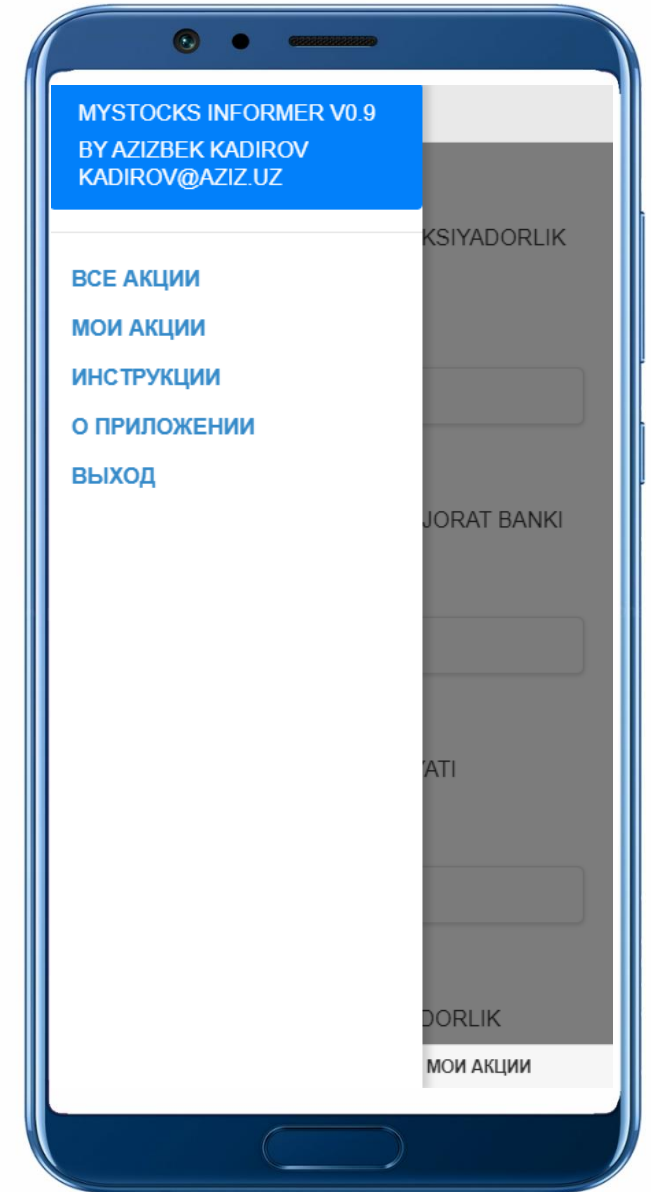 MYSTOCKS INFORMER V0.9
BY AZIZBEK KADIROV
KADIROV@AZIZ.UZ
KSIYADORLIK
ВСЕ АКЦИИ
МОИ АКЦИИ
ИНСТРУКЦИИ
О ПРИЛОЖЕНИИ
ВЫХОД
JORAT BANKI
ATI
DORLIK
МОИ АКЦИИ